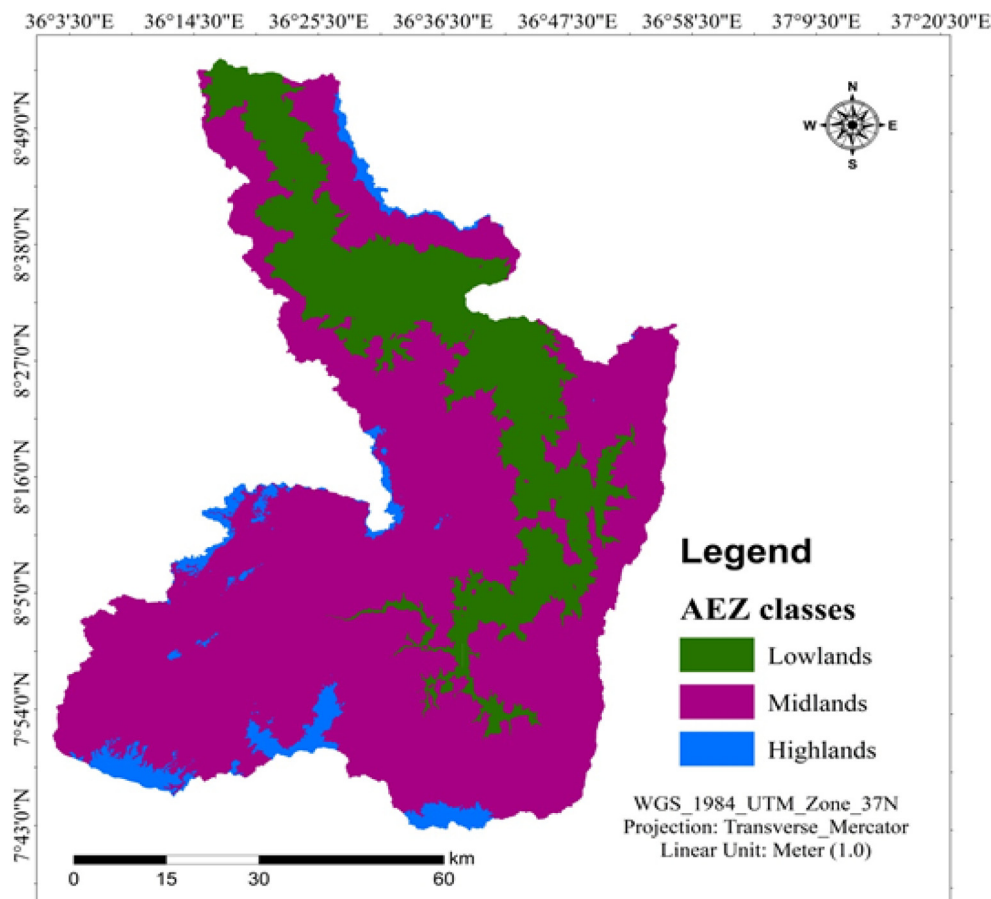 36°3'30"E 36°14'30"E 36°25'30"E 36°36'30"E 36°47'30"E 36°58'30"E 37°9'30"E 37°20'30"E
8°49'0"N
8°38'0"N
8°27'0"N
8°16'0"N
8°5'0"N
7°54'0"N
7°43'0"N
N
W E
S
Legend
AEZ classes
Lowlands
Midlands
Highlands
WGS_1984_UTM_Zone_37N
Projection: Transverse_Mercator
Linear Unit: Meter (1.0)
km
0 15 30 60